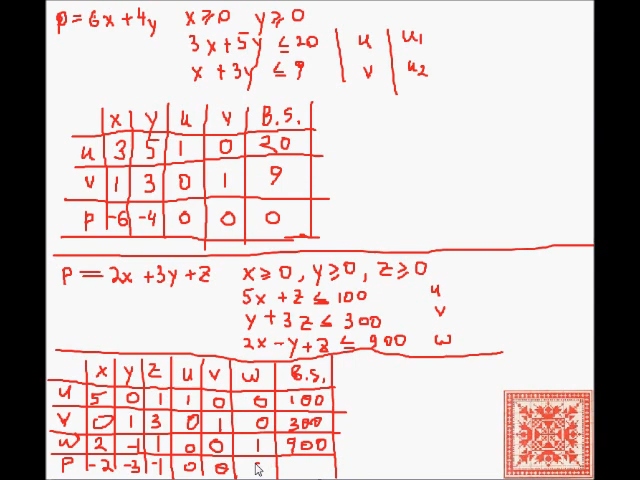 p = 6x + 4y x ≥ 0 y ≥ 0
3x + 5y ≤ 20 u u1
x + 3y ≤ 9 v u2
x y u v B.S.
u 3 5 1 0 20
v 1 3 0 1 9
p -6 -4 0 0 0
P = 2x + 3y + z x ≥ 0, y ≥ 0, z ≥ 0
5x + z ≤ 100 u
y + 3z ≤ 300 v
2x - y + z ≤ 900 w
x y z u v w B.S.
u 5 0 1 1 0 0 100
v 0 1 3 0 1 0 300
w 2 -1 1 0 0 1 900
P -2 -3 -1 0 0